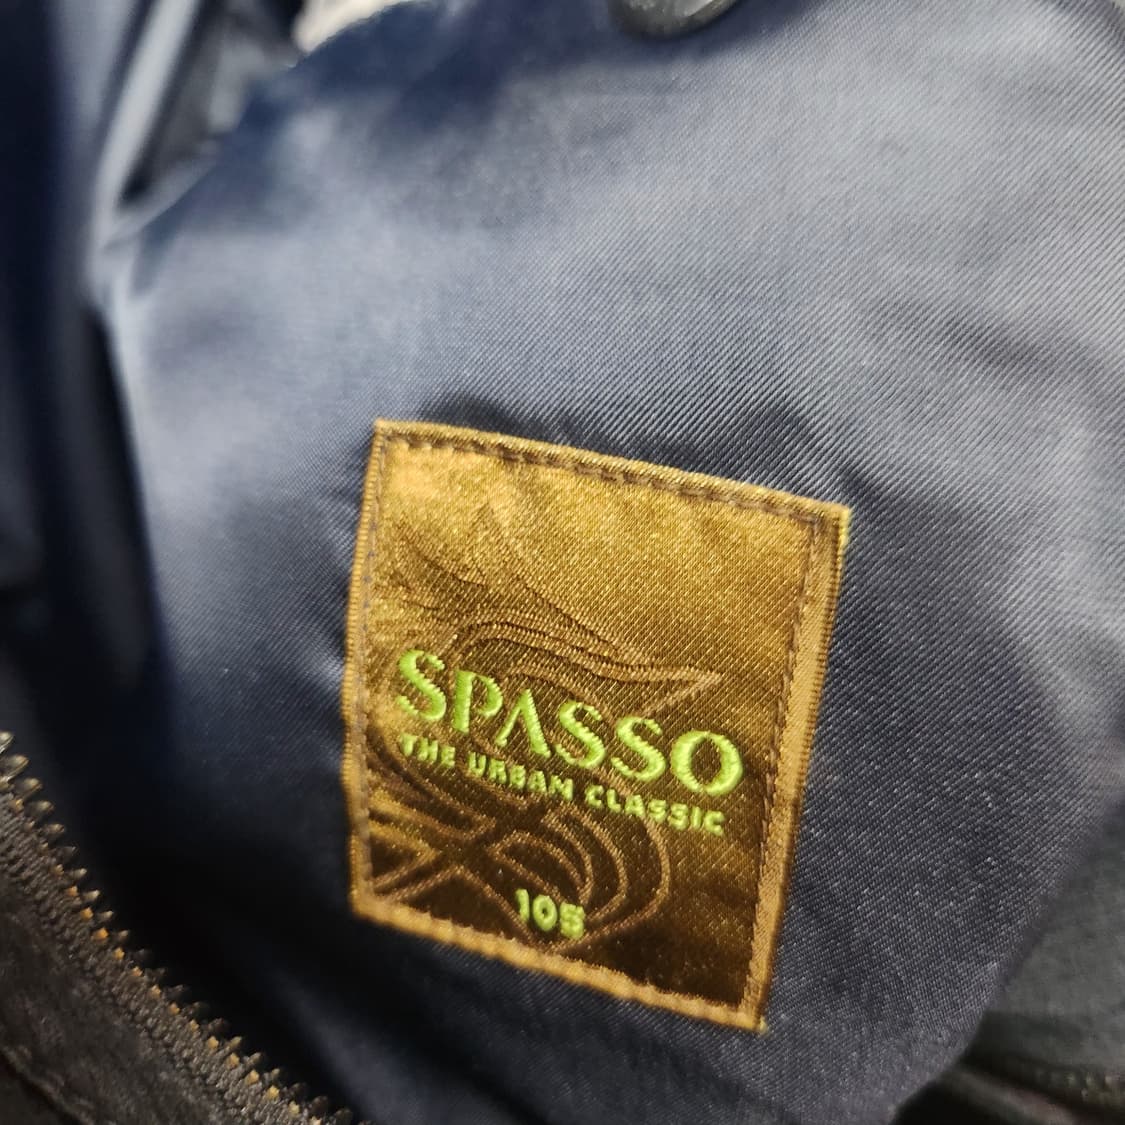 SPASSO
THE URBAN CLASSIC
105